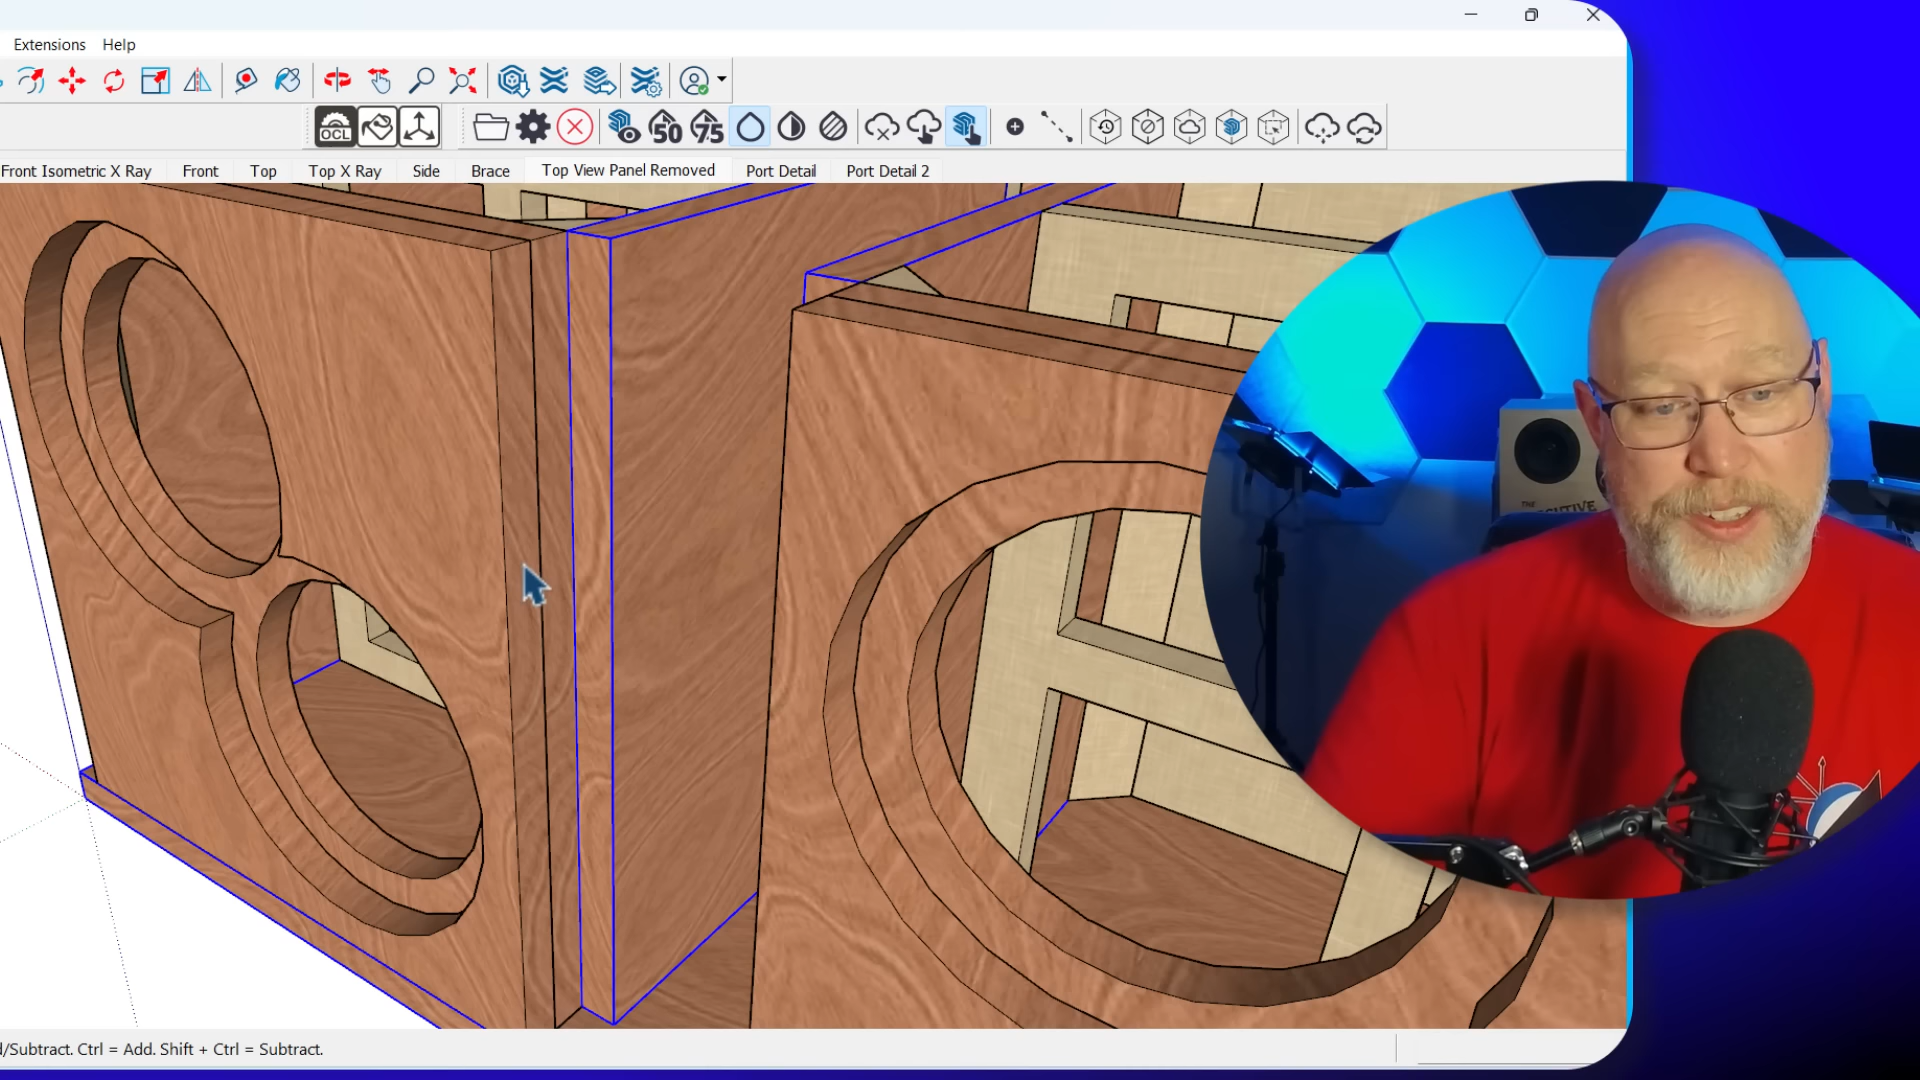 Extensions Help
OCL 50 75
Front Isometric X Ray Front Top Top X Ray Side Brace Top View Panel Removed Port Detail Port Detail 2
THE
d/Subtract. Ctrl = Add. Shift + Ctrl = Subtract.